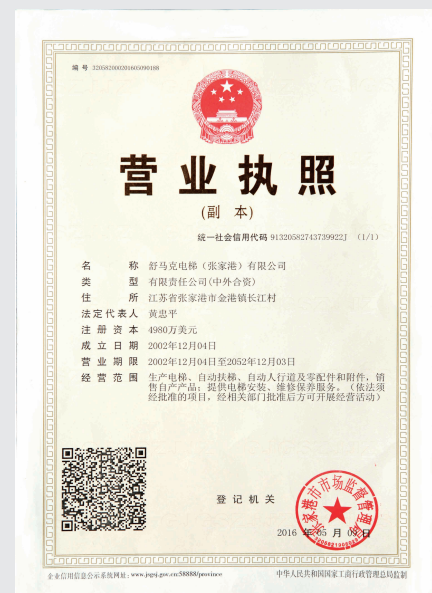 编 号 320582000201605090188
营业执照
(副 本)
统一社会信用代码 91320582743739922J (1/1)
名 称 舒马克电梯（张家港）有限公司
类 型 有限责任公司(中外合资)
住 所 江苏省张家港市金港镇长江村
法定代表人 黄忠平
注册资本 4980万美元
成立日期 2002年12月04日
营业期限 2002年12月04日至2052年12月03日
经营范围 生产电梯、自动扶梯、自动人行道及零配件和附件，销
售自产产品；提供电梯安装、维修保养服务。（依法须
经批准的项目，经相关部门批准后方可开展经营活动）
登记机关
张家港市市场监督管理局
2016 年 05 月 09 日
企业信用信息公示系统网址: www.jsgsj.gov.cn:58888/province
中华人民共和国国家工商行政管理总局监制